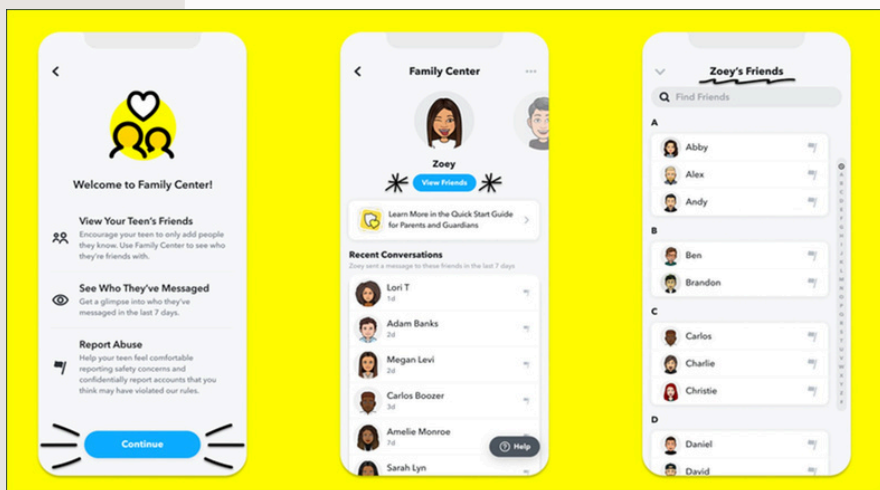 Welcome to Family Center!
View Your Teen's Friends
Encourage your teen to only add people
they know. Use Family Center to see who
they're friends with.
See Who They've Messaged
Get a glimpse into who they've
messaged in the last 7 days.
Report Abuse
Help your teen feel comfortable
reporting safety concerns and
confidentially report accounts that you
think may have violated our rules.
Continue
Family Center
Zoey
View Friends
Learn More in the Quick Start Guide
for Parents and Guardians
Recent Conversations
Zoey sent a message to these friends in the last 7 days
Lori T
1d
Adam Banks
2d
Megan Levi
2d
Carlos Boozer
3d
Amelie Monroe
7d
Help
Sarah Lyn
Zoey's Friends
Find Friends
A
Abby
Alex
Andy
B
Ben
Brandon
C
Carlos
Charlie
Christie
D
Daniel
David